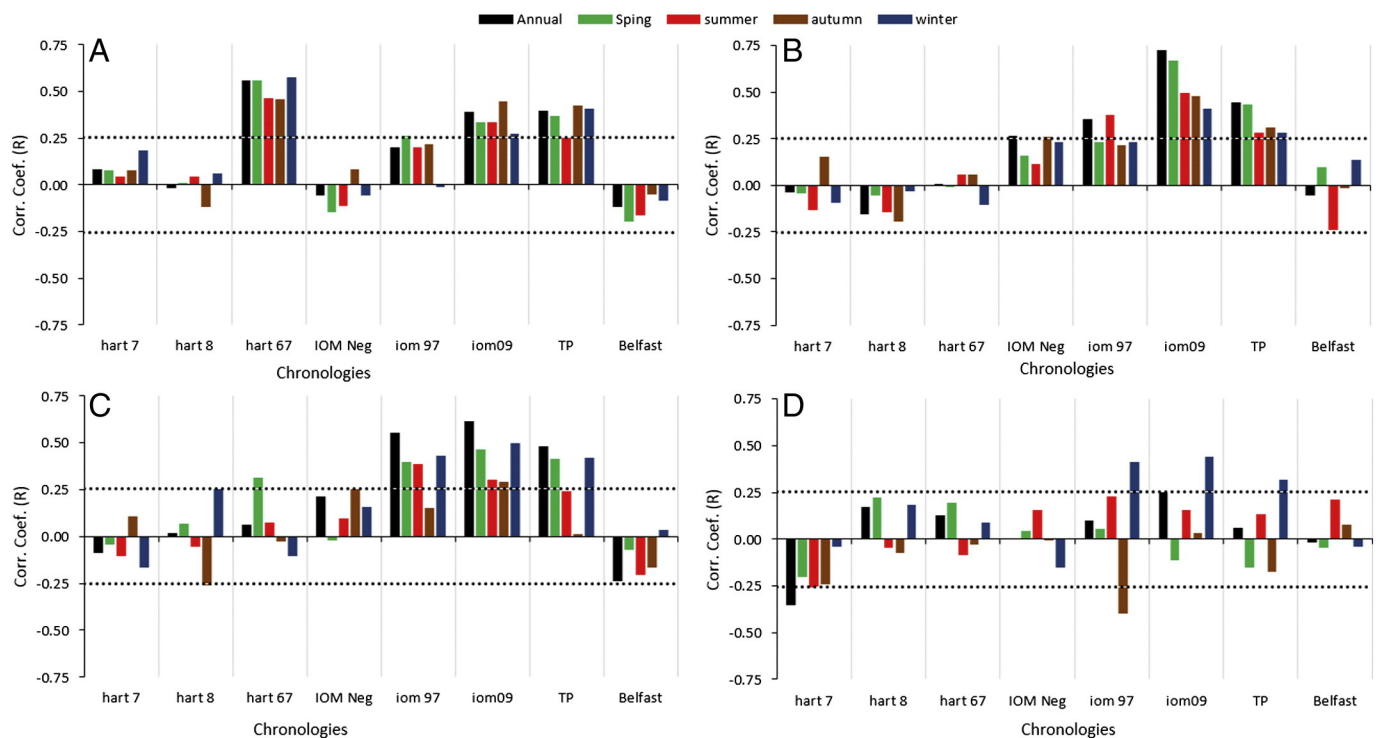 Annual Sping summer autumn winter
A
0.75
0.50
0.25
0.00
-0.25
-0.50
-0.75
Corr. Coef. (R)
hart 7 hart 8 hart 67 IOM Neg iom 97 iom09 TP Belfast
Chronologies
B
0.75
0.50
0.25
0.00
-0.25
-0.50
-0.75
Corr. Coef. (R)
hart 7 hart 8 hart 67 IOM Neg iom 97 iom09 TP Belfast
Chronologies
C
0.75
0.50
0.25
0.00
-0.25
-0.50
-0.75
Corr. Coef. (R)
hart 7 hart 8 hart 67 IOM Neg iom 97 iom09 TP Belfast
Chronologies
D
0.75
0.50
0.25
0.00
-0.25
-0.50
-0.75
Corr. Coef. (R)
hart 7 hart 8 hart 67 IOM Neg iom 97 iom09 TP Belfast
Chronologies